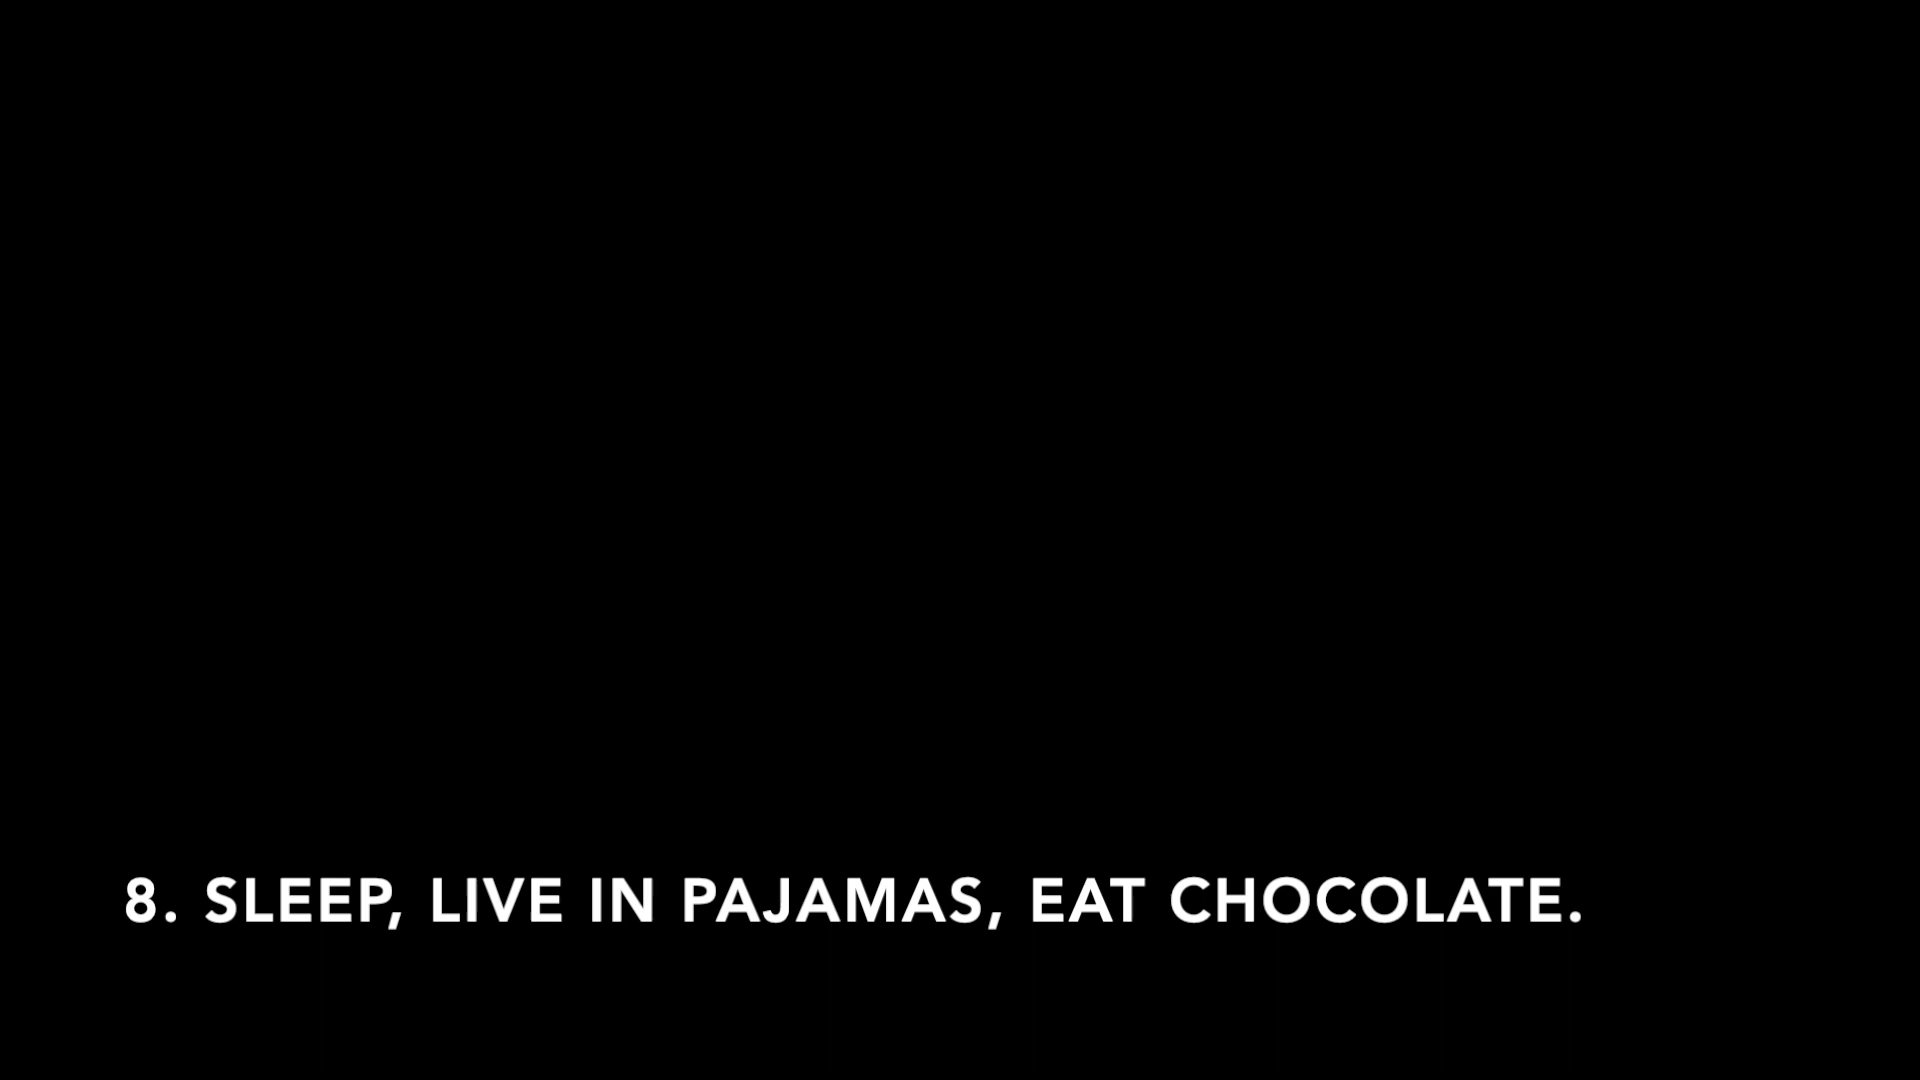 8. SLEEP, LIVE IN PAJAMAS, EAT CHOCOLATE.